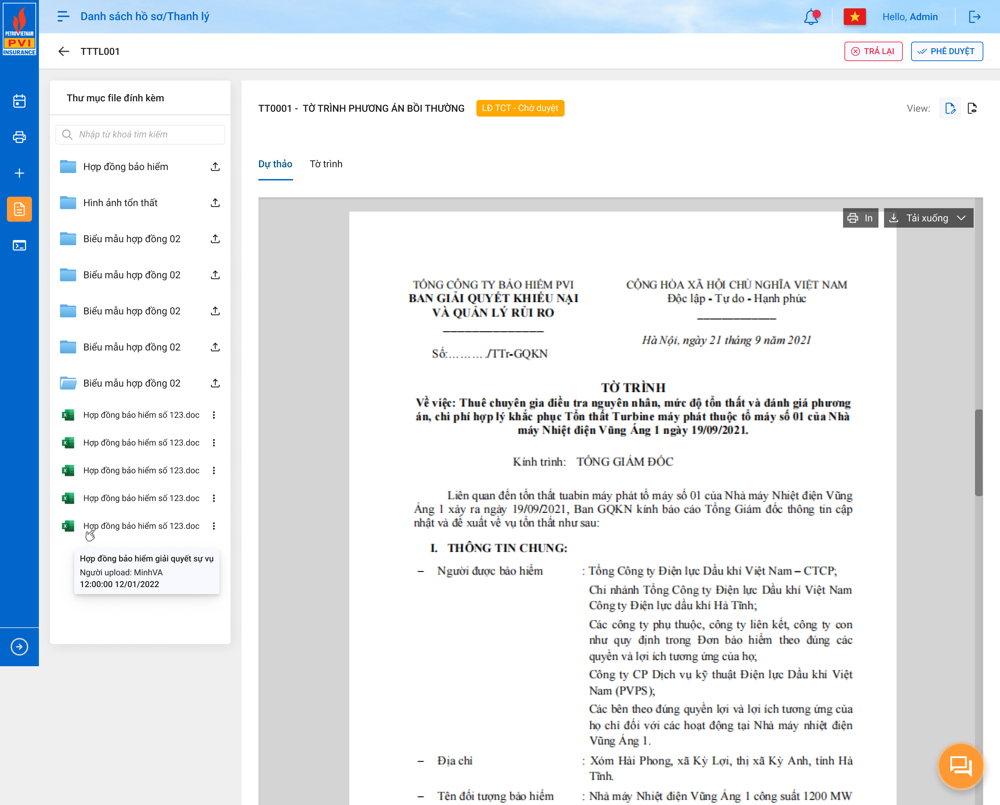 PETROVIETNAM
PVI
INSURANCE
Danh sách hồ sơ/Thanh lý
Hello, Admin
TTTL001
TRẢ LẠI
PHÊ DUYỆT
Thư mục file đính kèm
Nhập từ khoá tìm kiếm
Hợp đồng bảo hiểm
Hình ảnh tổn thất
Biểu mẫu hợp đồng 02
Biểu mẫu hợp đồng 02
Biểu mẫu hợp đồng 02
Biểu mẫu hợp đồng 02
Biểu mẫu hợp đồng 02
Hợp đồng bảo hiểm số 123.doc
Hợp đồng bảo hiểm số 123.doc
Hợp đồng bảo hiểm số 123.doc
Hợp đồng bảo hiểm số 123.doc
Hợp đồng bảo hiểm số 123.doc
Hợp đồng bảo hiểm giải quyết sự vụ
Người upload: MinhVA
12:00:00 12/01/2022
TT0001 - TỜ TRÌNH PHƯƠNG ÁN BỒI THƯỜNG
LĐ TCT - Chờ duyệt
View:
Dự thảo
Tờ trình
In
Tải xuống
TỔNG CÔNG TY BẢO HIỂM PVI
BAN GIẢI QUYẾT KHIẾU NẠI
VÀ QUẢN LÝ RỦI RO
Số:………./TTr-GQKN
CỘNG HÒA XÃ HỘI CHỦ NGHĨA VIỆT NAM
Độc lập - Tự do - Hạnh phúc
Hà Nội, ngày 21 tháng 9 năm 2021
TỜ TRÌNH
Về việc: Thuê chuyên gia điều tra nguyên nhân, mức độ tổn thất và đánh giá phương
án, chi phí hợp lý khắc phục Tổn thất Turbine máy phát thuộc tổ máy số 01 của Nhà
máy Nhiệt điện Vũng Áng 1 ngày 19/09/2021.
Kính trình: TỔNG GIÁM ĐỐC
Liên quan đến tổn thất tuabin máy phát tổ máy số 01 của Nhà máy Nhiệt điện Vũng
Áng 1 xảy ra ngày 19/09/2021, Ban GQKN kính báo cáo Tổng Giám đốc thông tin cập
nhật và đề xuất về vụ tổn thất như sau:
I. THÔNG TIN CHUNG:
– Người được bảo hiểm : Tổng Công ty Điện lực Dầu khí Việt Nam – CTCP;
Chi nhánh Tổng Công ty Điện lực Dầu khí Việt Nam
Công ty Điện lực dầu khí Hà Tĩnh;
Các công ty phụ thuộc, công ty liên kết, công ty con
như quy định trong Đơn bảo hiểm theo đúng các
quyền và lợi ích tương ứng của họ;
Công ty CP Dịch vụ kỹ thuật Điện lực Dầu khí Việt
Nam (PVPS);
Các bên theo đúng quyền lợi và lợi ích tương ứng của
họ chỉ đối với các hoạt động tại Nhà máy nhiệt điện
Vũng Áng 1.
– Địa chỉ : Xóm Hải Phong, xã Kỳ Lợi, thị xã Kỳ Anh, tỉnh Hà
Tĩnh.
– Tên đối tượng bảo hiểm : Nhà máy Nhiệt điện Vũng Áng 1 công suất 1200 MW